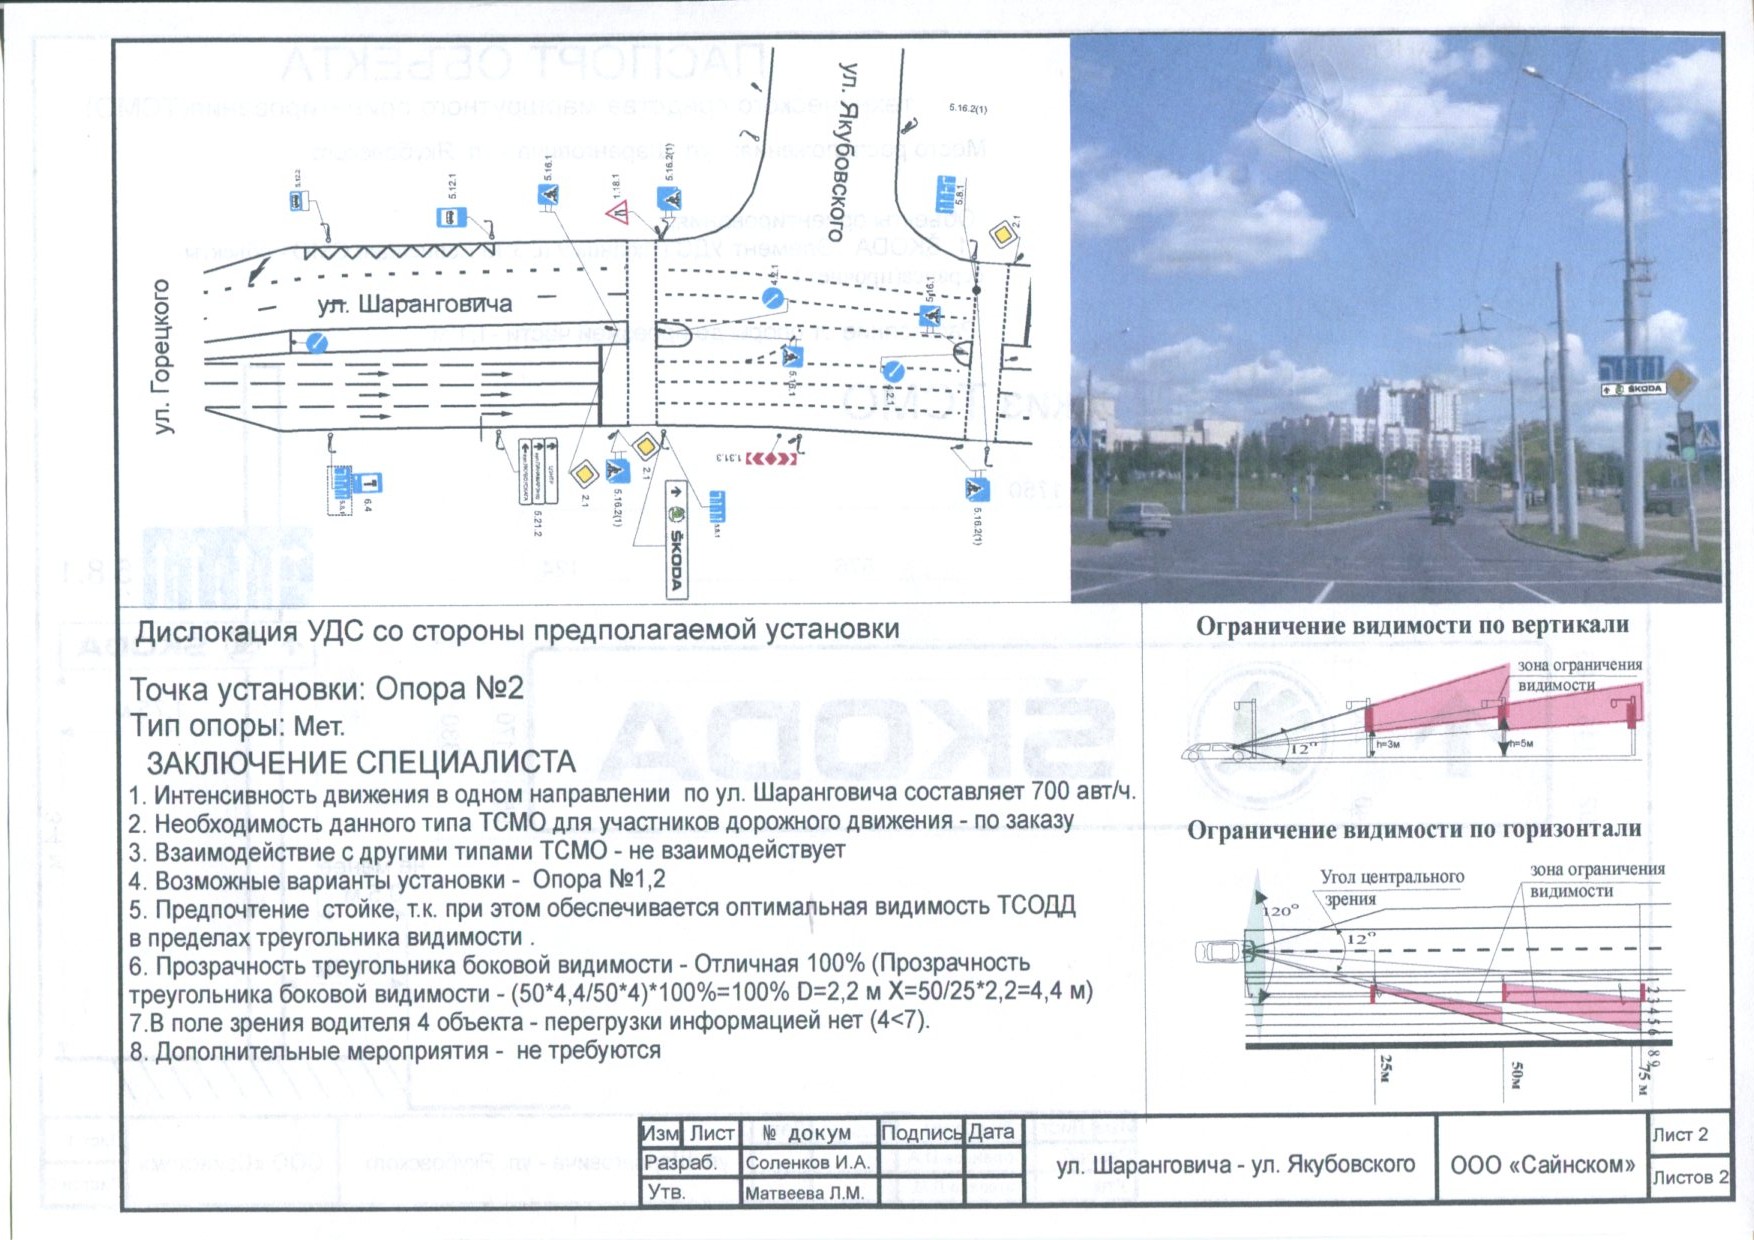 ул. Якубовского
5.16.2(1)
5.12.2
5.12.1
5.16.1
1.18.1
5.16.2(1)
5.8.1
2.1
ул. Горецкого
ул. Шаранговича
4.2.1
5.16.1
5.16.1
4.2.1
6.4
5.21.2
2.1
5.16.2(1)
2.1
ŠKODA
5.8.1
1.31.3
5.16.2(1)
ŠKODA
Дислокация УДС со стороны предполагаемой установки
Точка установки: Опора №2
Тип опоры: Мет.
ЗАКЛЮЧЕНИЕ СПЕЦИАЛИСТА
1. Интенсивность движения в одном направлении по ул. Шаранговича составляет 700 авт/ч.
2. Необходимость данного типа ТСМО для участников дорожного движения - по заказу
3. Взаимодействие с другими типами ТСМО - не взаимодействует
4. Возможные варианты установки - Опора №1,2
5. Предпочтение стойке, т.к. при этом обеспечивается оптимальная видимость ТСОДД
в пределах треугольника видимости .
6. Прозрачность треугольника боковой видимости - Отличная 100% (Прозрачность
треугольника боковой видимости - (50*4,4/50*4)*100%=100% D=2,2 м X=50/25*2,2=4,4 м)
7.В поле зрения водителя 4 объекта - перегрузки информацией нет (4<7).
8. Дополнительные мероприятия - не требуются
Ограничение видимости по вертикали
зона ограничения
видимости
12°
h=3м
h=5м
Ограничение видимости по горизонтали
Угол центрального
зрения
зона ограничения
видимости
120°
12°
1 2 3 4 5 6 8 9
25м
50м
75 м
Изм Лист № докум Подпись Дата
Разраб. Соленков И.А.
Утв. Матвеева Л.М.
ул. Шаранговича - ул. Якубовского
ООО «Сайнском»
Лист 2
Листов 2